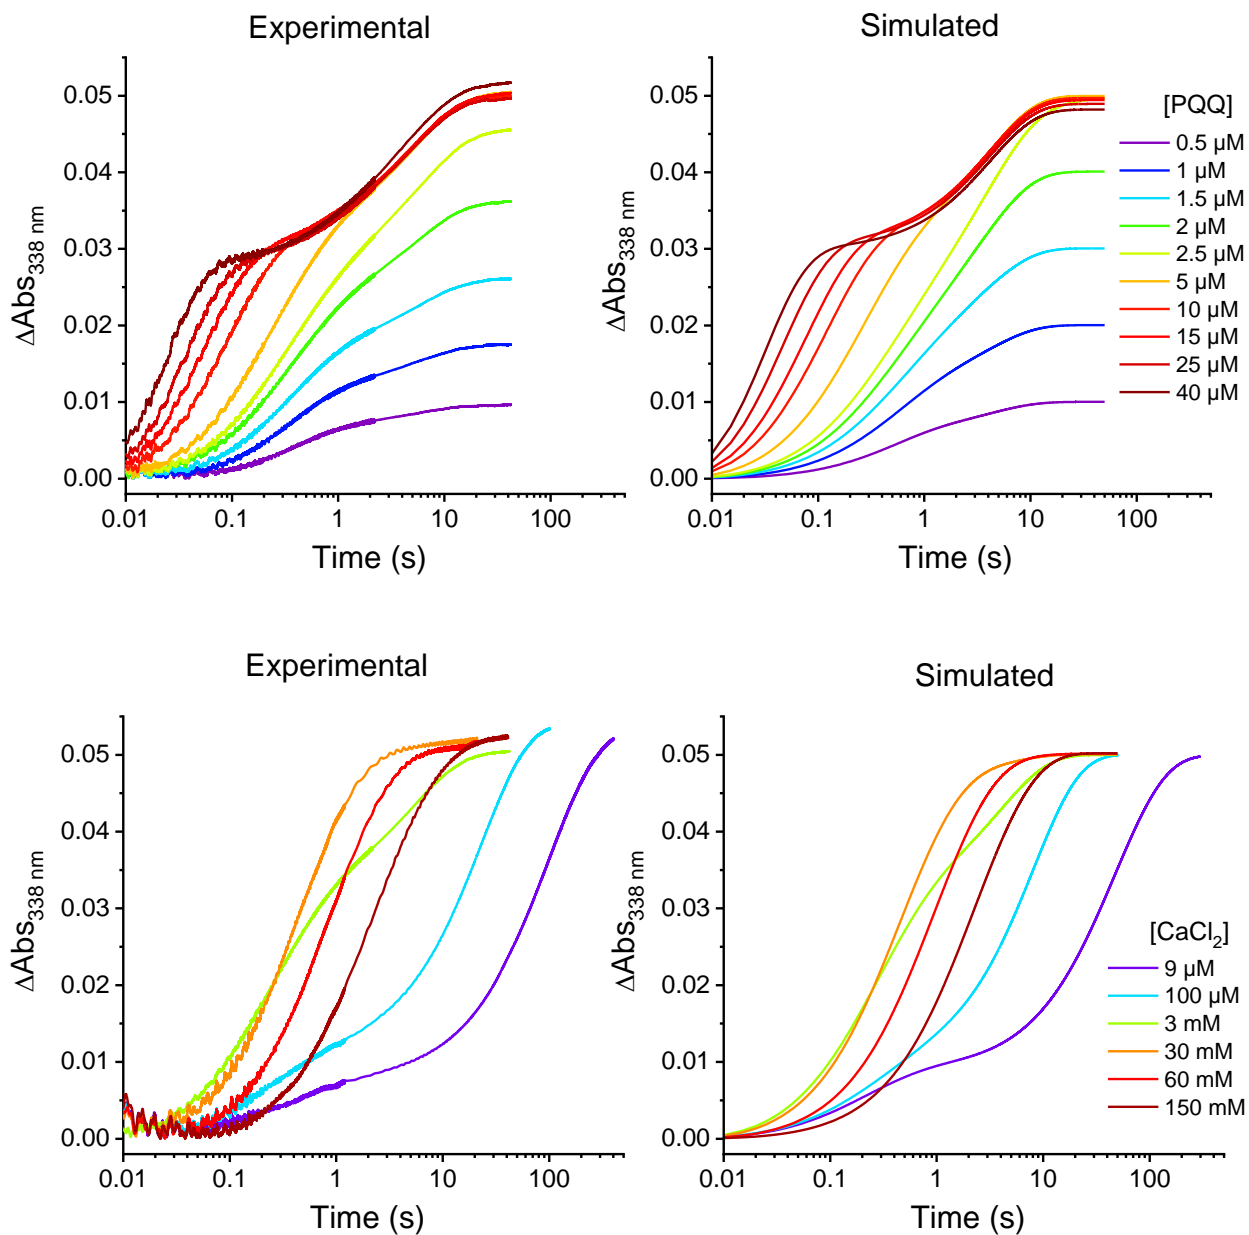 Experimental
Simulated
0.05
0.04
0.03
0.02
0.01
0.00
ΔAbs338 nm
0.01 0.1 1 10 100
Time (s)
0.05
0.04
0.03
0.02
0.01
0.00
ΔAbs338 nm
0.01 0.1 1 10 100
Time (s)
[PQQ]
0.5 µM
1 µM
1.5 µM
2 µM
2.5 µM
5 µM
10 µM
15 µM
25 µM
40 µM
Experimental
Simulated
0.05
0.04
0.03
0.02
0.01
0.00
ΔAbs338 nm
0.01 0.1 1 10 100
Time (s)
0.05
0.04
0.03
0.02
0.01
0.00
ΔAbs338 nm
0.01 0.1 1 10 100
Time (s)
[CaCl2]
9 µM
100 µM
3 mM
30 mM
60 mM
150 mM